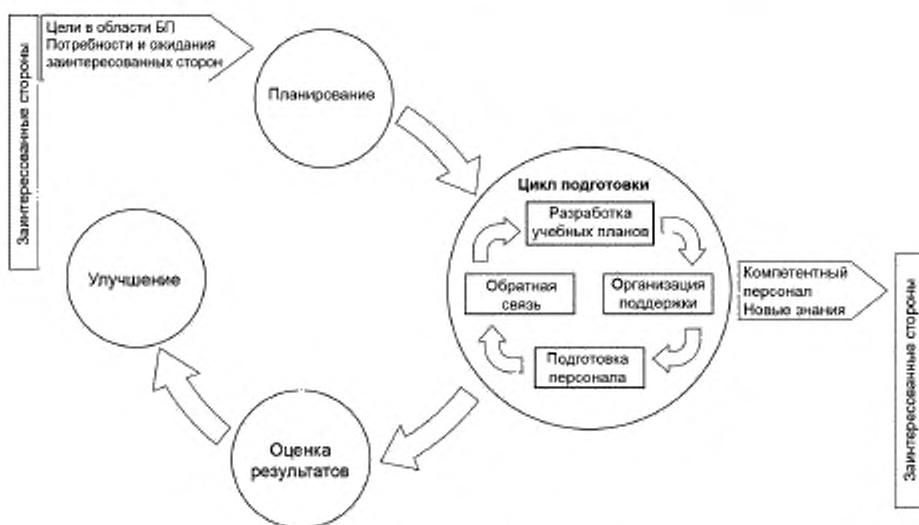 Заинтересованные стороны
Цели в области БП
Потребности и ожидания
заинтересованных сторон
Планирование
Цикл подготовки
Разработка
учебных планов
Обратная
связь
Организация
поддержки
Подготовка
персонала
Компетентный
персонал
Новые знания
Заинтересованные стороны
Улучшение
Оценка
результатов